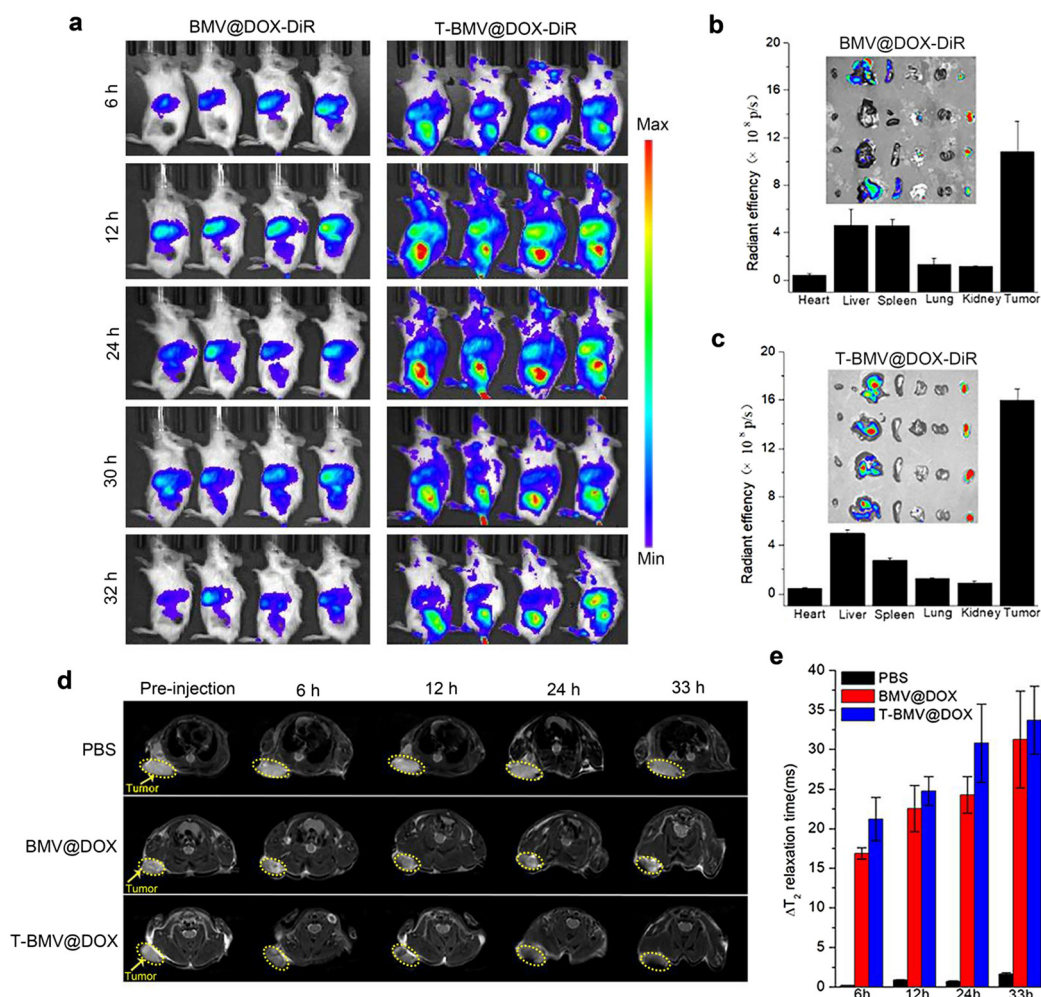 a
BMV@DOX-DiR
T-BMV@DOX-DiR
6 h
12 h
24 h
30 h
32 h
Max
Min
b
BMV@DOX-DiR
Radiant effiency (× 10⁸ p/s)
20
16
12
8
4
0
Heart Liver Spleen Lung Kidney Tumor
c
T-BMV@DOX-DiR
Radiant effiency (× 10⁸ p/s)
20
16
12
8
4
0
Heart Liver Spleen Lung Kidney Tumor
d
Pre-injection 6 h 12 h 24 h 33 h
PBS
Tumor
BMV@DOX
Tumor
T-BMV@DOX
Tumor
e
PBS
BMV@DOX
T-BMV@DOX
ΔT₂ relaxation time(ms)
40
35
30
25
20
15
10
5
0
6h 12h 24h 33h